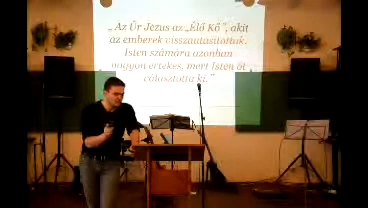 „Az Úr Jézus az „Élő Kő”, akit
az emberek visszautasítottak.
Isten számára azonban
nagyon értékes, mert Isten őt
választotta ki.”